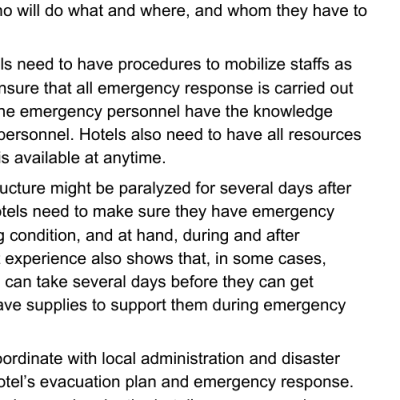 ho will do what and where, and whom they have to
ls need to have procedures to mobilize staffs as
nsure that all emergency response is carried out
he emergency personnel have the knowledge
personnel. Hotels also need to have all resources
is available at anytime.
ucture might be paralyzed for several days after
otels need to make sure they have emergency
g condition, and at hand, during and after
experience also shows that, in some cases,
can take several days before they can get
ave supplies to support them during emergency
oordinate with local administration and disaster
otel’s evacuation plan and emergency response.